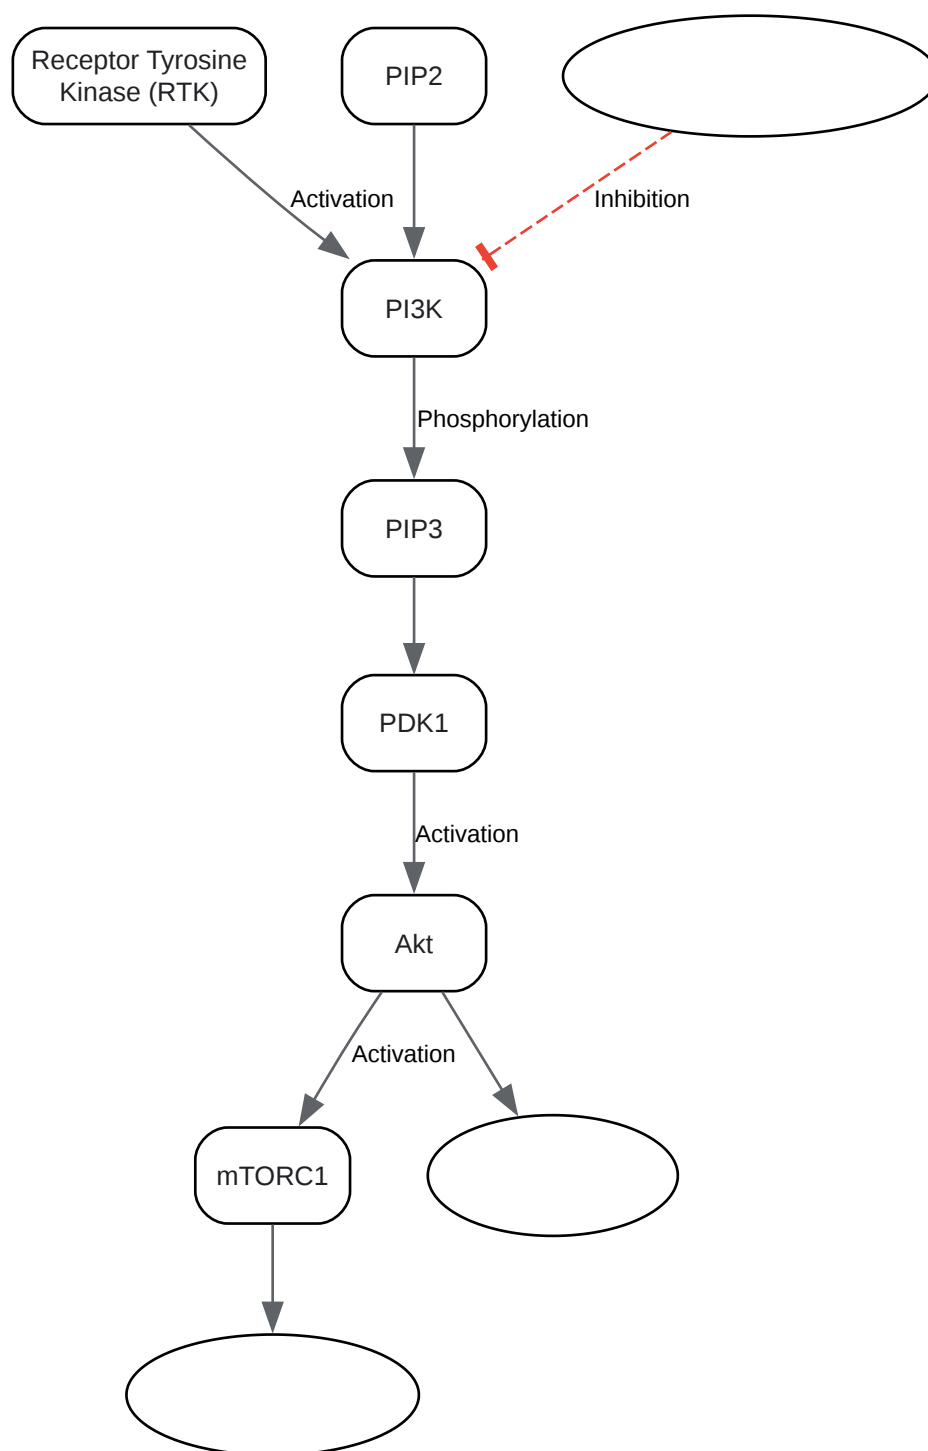 Receptor Tyrosine
Kinase (RTK)
PIP2
Activation
Inhibition
PI3K
Phosphorylation
PIP3
PDK1
Activation
Akt
Activation
mTORC1